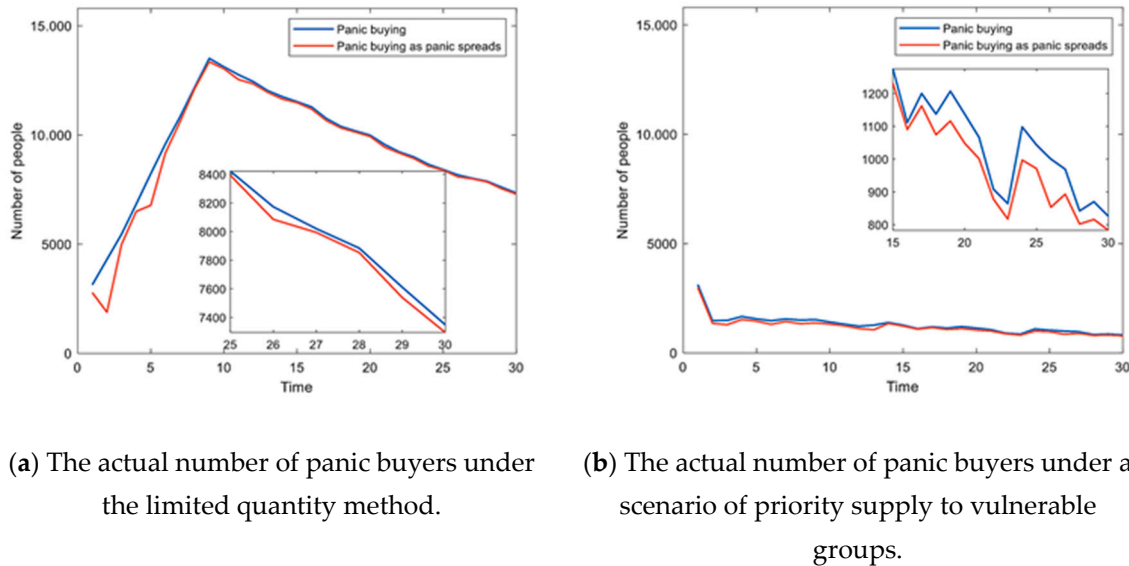 15.000
10.000
5000
0
Number of people
Panic buying
Panic buying as panic spreads
8400
8200
8000
7800
7600
7400
25 26 27 28 29 30
0 5 10 15 20 25 30
Time
(a) The actual number of panic buyers under
the limited quantity method.
15.000
10.000
5000
0
Number of people
Panic buying
Panic buying as panic spreads
1200
1100
1000
900
800
15 20 25 30
0 5 10 15 20 25 30
Time
(b) The actual number of panic buyers under a
scenario of priority supply to vulnerable
groups.